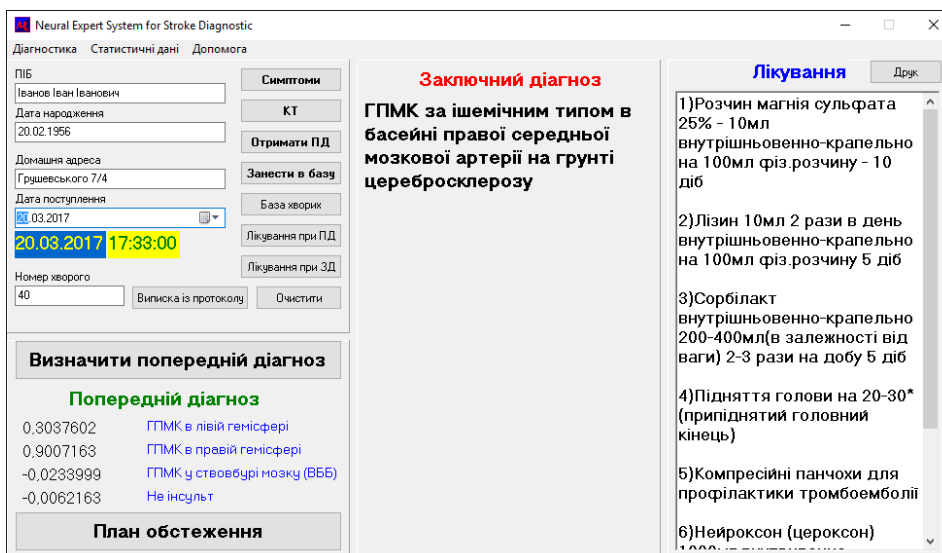 Neural Expert System for Stroke Diagnostic
Діагностика Статистичні дані Допомога
ПІБ
Іванов Іван Іванович
Дата народження
20.02.1956
Домашня адреса
Грушевського 7/4
Дата поступлення
20.03.2017
20.03.2017 17:33:00
Номер хворого
40
Виписка із протоколу
Симптоми
КТ
Отримати ПД
Занести в базу
База хворих
Лікування при ПД
Лікування при ЗД
Очистити
Визначити попередній діагноз
Попередній діагноз
0,3037602 ГПМК в лівій гемісфері
0,9007163 ГПМК в правій геміcфері
-0,0233999 ГПМК у ствовбурі мозку (ВББ)
-0,0062163 Не інсульт
План обстеження
Заключний діагноз
ГПМК за ішемічним типом в
басейні правої середньої
мозкової артерії на грунті
церебросклерозу
Лікування
Друк
1)Розчин магнія сульфата
25% - 10мл
внутрішньовенно-крапельно
на 100мл фіз.розчину - 10
діб
2)Лізин 10мл 2 рази в день
внутрішньовенно-крапельно
на 100мл фіз.розчину 5 діб
3)Сорбілакт
внутрішньовенно-крапельно
200-400мл(в залежності від
ваги) 2-3 рази на добу 5 діб
4)Підняття голови на 20-30*
(припіднятий головний
кінець)
5)Компресійні панчохи для
профілактики тромбоемболії
6)Нейроксон (цероксон)